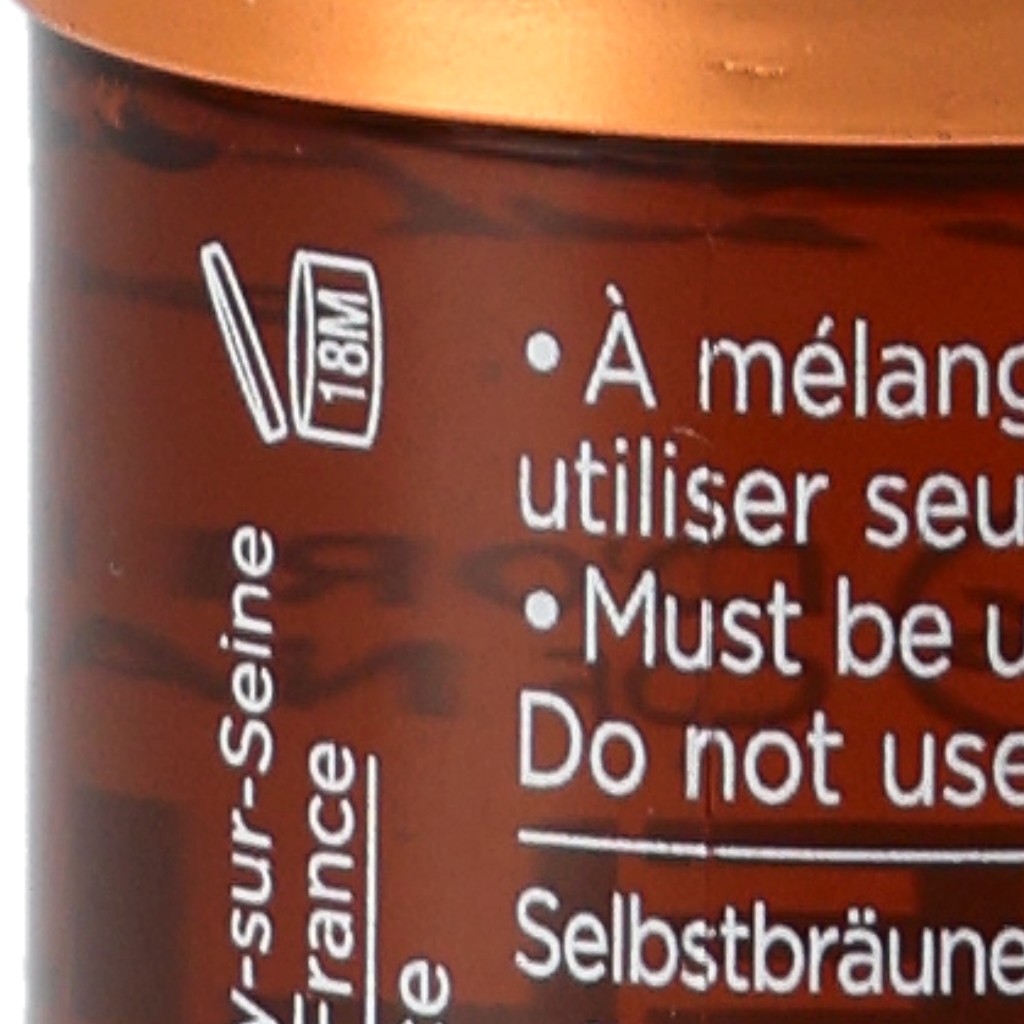 18M
• À mélang
utiliser seu
• Must be u
Do not use
Selbstbräune
y-sur-Seine
France